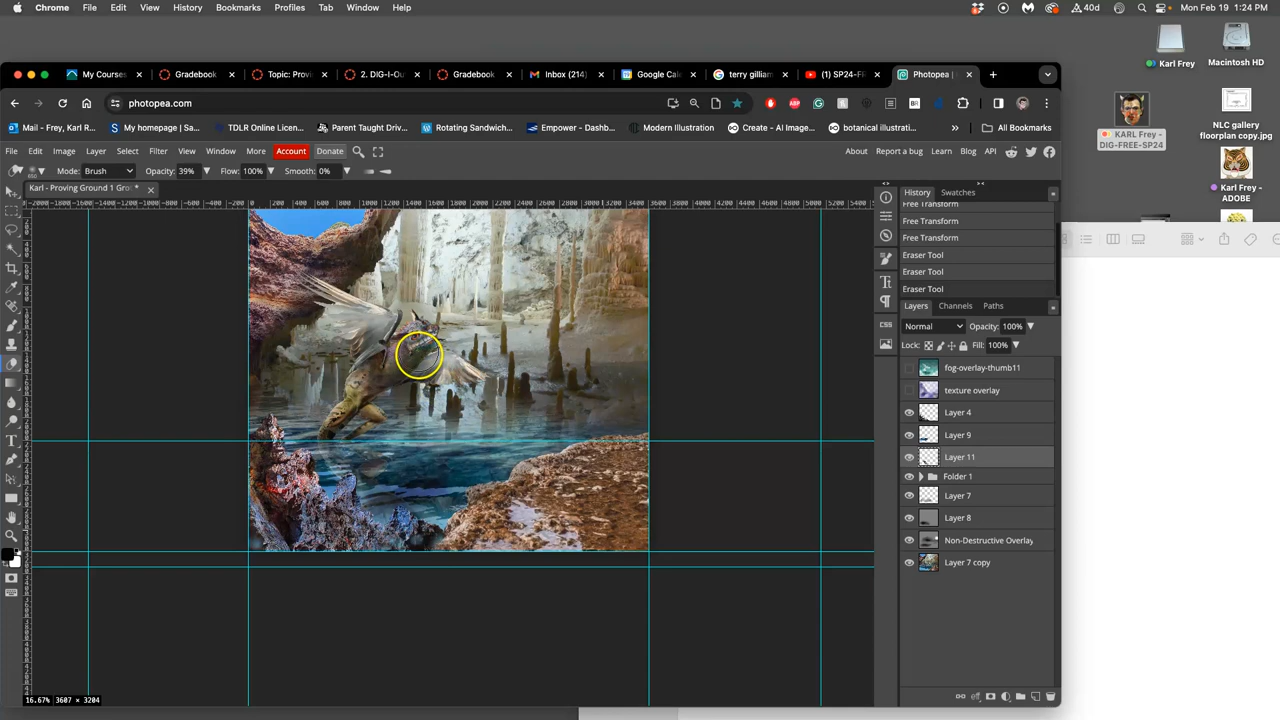 Chrome File Edit View History Bookmarks Profiles Tab Window Help 40d Mon Feb 19 1:24 PM
My Courses Gradebook Topic: Provi 2. DIG-I-Ou Gradebook Inbox (214) Google Cal terry gilliam (1) SP24-FR Photopea |
photopea.com
Mail - Frey, Karl R... My homepage | Sa... TDLR Online Licen... Parent Taught Driv... Rotating Sandwich... Empower - Dashb... Modern Illustration Create - AI Image... botanical illustrati... All Bookmarks
File Edit Image Layer Select Filter View Window More Account Donate About Report a bug Learn Blog API
Mode: Brush Opacity: 39% Flow: 100% Smooth: 0%
Karl - Proving Ground 1 Gro *
History Swatches
Free Transform
Free Transform
Free Transform
Eraser Tool
Eraser Tool
Eraser Tool
Layers Channels Paths
Normal Opacity: 100%
Lock: Fill: 100%
CSS
fog-overlay-thumb11
texture overlay
Layer 4
Layer 9
Layer 11
Folder 1
Layer 7
Layer 8
Non-Destructive Overlay
Layer 7 copy
16.67% 3607 × 3204
Karl Frey
Macintosh HD
KARL Frey -
DIG-FREE-SP24
NLC gallery
floorplan copy.jpg
Karl Frey -
ADOBE